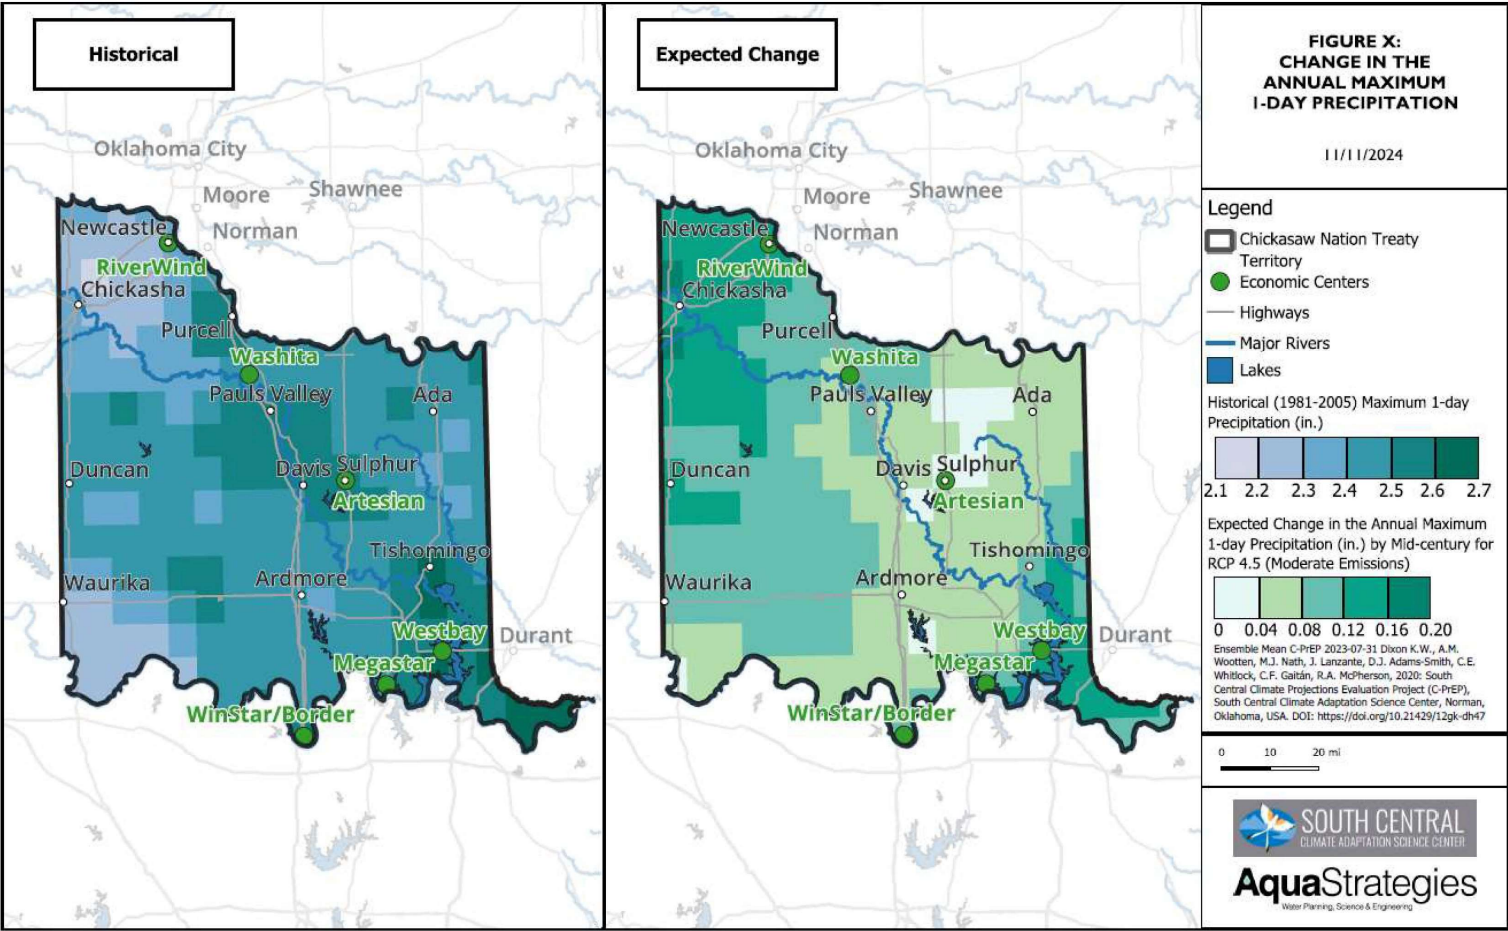 Historical
Oklahoma City
Moore
Shawnee
Newcastle
Norman
RiverWind
Chickasha
Purcell
Washita
Pauls Valley
Ada
Duncan
Davis
Sulphur
Artesian
Tishomingo
Waurika
Ardmore
Westbay
Durant
Megastar
WinStar/Border
Expected Change
Oklahoma City
Moore
Shawnee
Newcastle
Norman
RiverWind
Chickasha
Purcell
Washita
Pauls Valley
Ada
Duncan
Davis
Sulphur
Artesian
Tishomingo
Waurika
Ardmore
Westbay
Durant
Megastar
WinStar/Border
FIGURE X:
CHANGE IN THE
ANNUAL MAXIMUM
1-DAY PRECIPITATION
11/11/2024
Legend
Chickasaw Nation Treaty
Territory
Economic Centers
Highways
Major Rivers
Lakes
Historical (1981-2005) Maximum 1-day
Precipitation (in.)
2.1 2.2 2.3 2.4 2.5 2.6 2.7
Expected Change in the Annual Maximum
1-day Precipitation (in.) by Mid-century for
RCP 4.5 (Moderate Emissions)
0 0.04 0.08 0.12 0.16 0.20
Ensemble Mean C-PrEP 2023-07-31 Dixon K.W., A.M.
Wootten, M.J. Nath, J. Lanzante, D.J. Adams-Smith, C.E.
Whitlock, C.F. Gaitán, R.A. McPherson, 2020: South
Central Climate Projections Evaluation Project (C-PrEP),
South Central Climate Adaptation Science Center, Norman,
Oklahoma, USA. DOI: https://doi.org/10.21429/12gk-dh47
0 10 20 mi
SOUTH CENTRAL
CLIMATE ADAPTATION SCIENCE CENTER
AquaStrategies
Water Planning, Science & Engineering